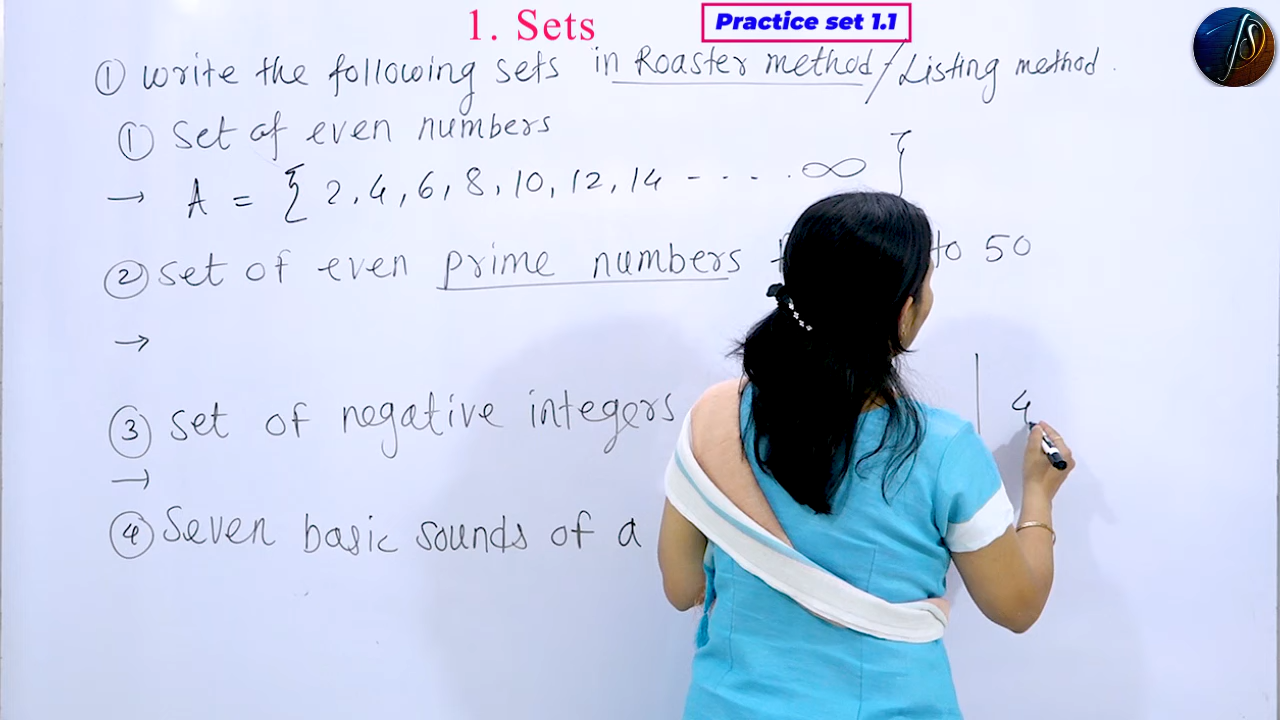 1. Sets
Practice set 1.1
① Write the following sets in Roaster method / Listing method.
① Set of even numbers
→ A = { 2, 4, 6, 8, 10, 12, 14 - - - . . ∞ }
② Set of even prime numbers to 50
→
③ Set of negative integers
→
④ Seven basic sounds of a
4